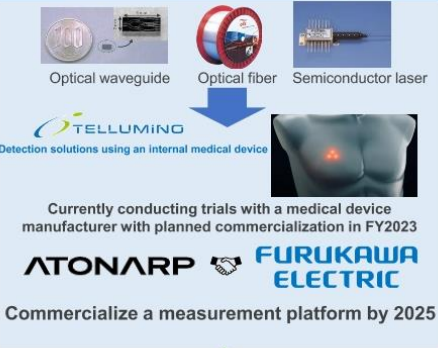 100
Optical waveguide
Optical fiber
Semiconductor laser
TELLUMINO
Detection solutions using an internal medical device
Currently conducting trials with a medical device
manufacturer with planned commercialization in FY2023
ATONARP
FURUKAWA
ELECTRIC
Commercialize a measurement platform by 2025